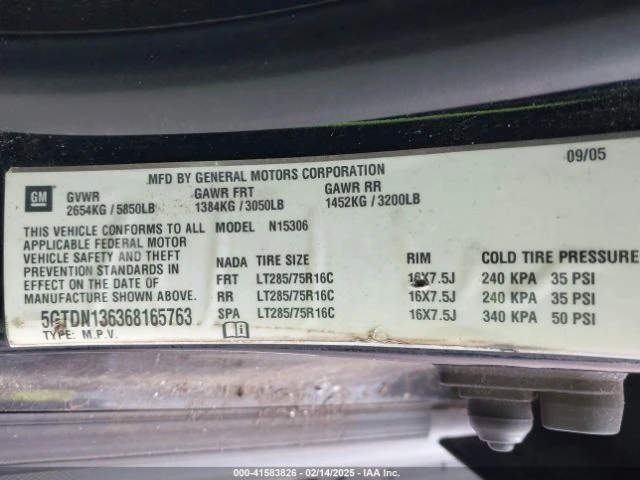 09/05
MFD BY GENERAL MOTORS CORPORATION
GM
GVWR GAWR FRT GAWR RR
2654KG / 5850LB 1384KG / 3050LB 1452KG / 3200LB
THIS VEHICLE CONFORMS TO ALL MODEL N15306
APPLICABLE FEDERAL MOTOR
VEHICLE SAFETY AND THEFT
PREVENTION STANDARDS IN
EFFECT ON THE DATE OF
MANUFACTURE SHOWN ABOVE.
NADA TIRE SIZE RIM COLD TIRE PRESSURE
FRT LT285/75R16C 16X7.5J 240 KPA 35 PSI
RR LT285/75R16C 16X7.5J 240 KPA 35 PSI
SPA LT285/75R16C 16X7.5J 340 KPA 50 PSI
5GTDN136368165763
TYPE: M.P.V.
000-41583826 - 02/14/2025 - IAA Inc.